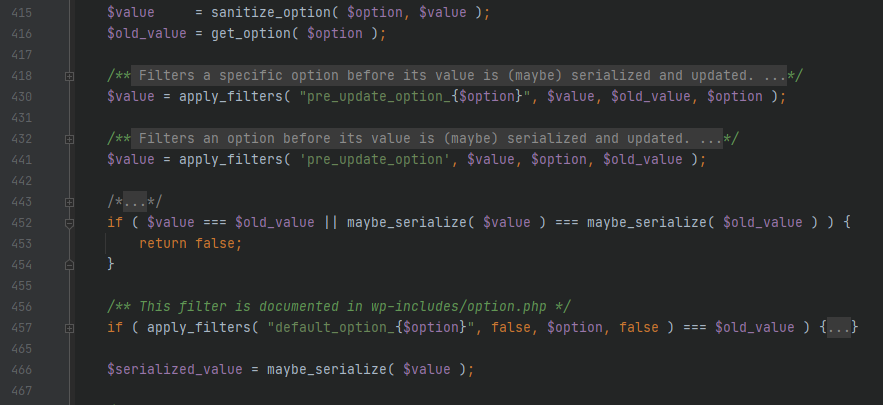 415 $value     = sanitize_option( $option, $value );
416 $old_value = get_option( $option );
417
418 /** Filters a specific option before its value is (maybe) serialized and updated. ...*/
430 $value = apply_filters( "pre_update_option_{$option}", $value, $old_value, $option );
431
432 /** Filters an option before its value is (maybe) serialized and updated. ...*/
441 $value = apply_filters( 'pre_update_option', $value, $option, $old_value );
442
443 /*...*/
452 if ( $value === $old_value || maybe_serialize( $value ) === maybe_serialize( $old_value ) ) {
453     return false;
454 }
455
456 /** This filter is documented in wp-includes/option.php */
457 if ( apply_filters( "default_option_{$option}", false, $option, false ) === $old_value ) {...}
465
466 $serialized_value = maybe_serialize( $value );
467